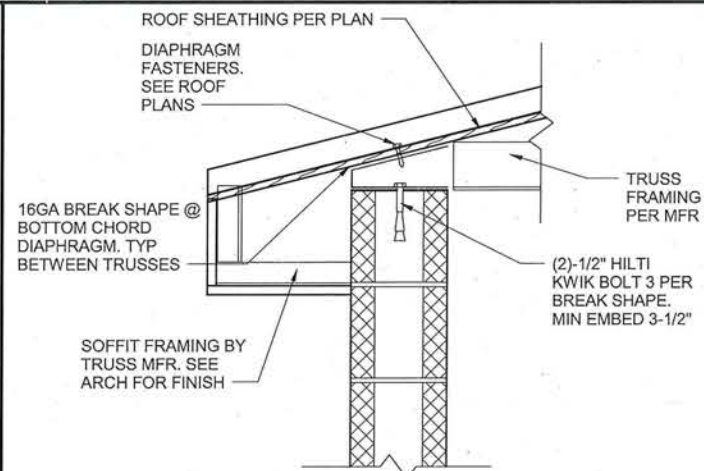 ROOF SHEATHING PER PLAN
DIAPHRAGM
FASTENERS.
SEE ROOF
PLANS
16GA BREAK SHAPE @
BOTTOM CHORD
DIAPHRAGM. TYP
BETWEEN TRUSSES
SOFFIT FRAMING BY
TRUSS MFR. SEE
ARCH FOR FINISH
TRUSS
FRAMING
PER MFR
(2)-1/2" HILTI
KWIK BOLT 3 PER
BREAK SHAPE.
MIN EMBED 3-1/2"